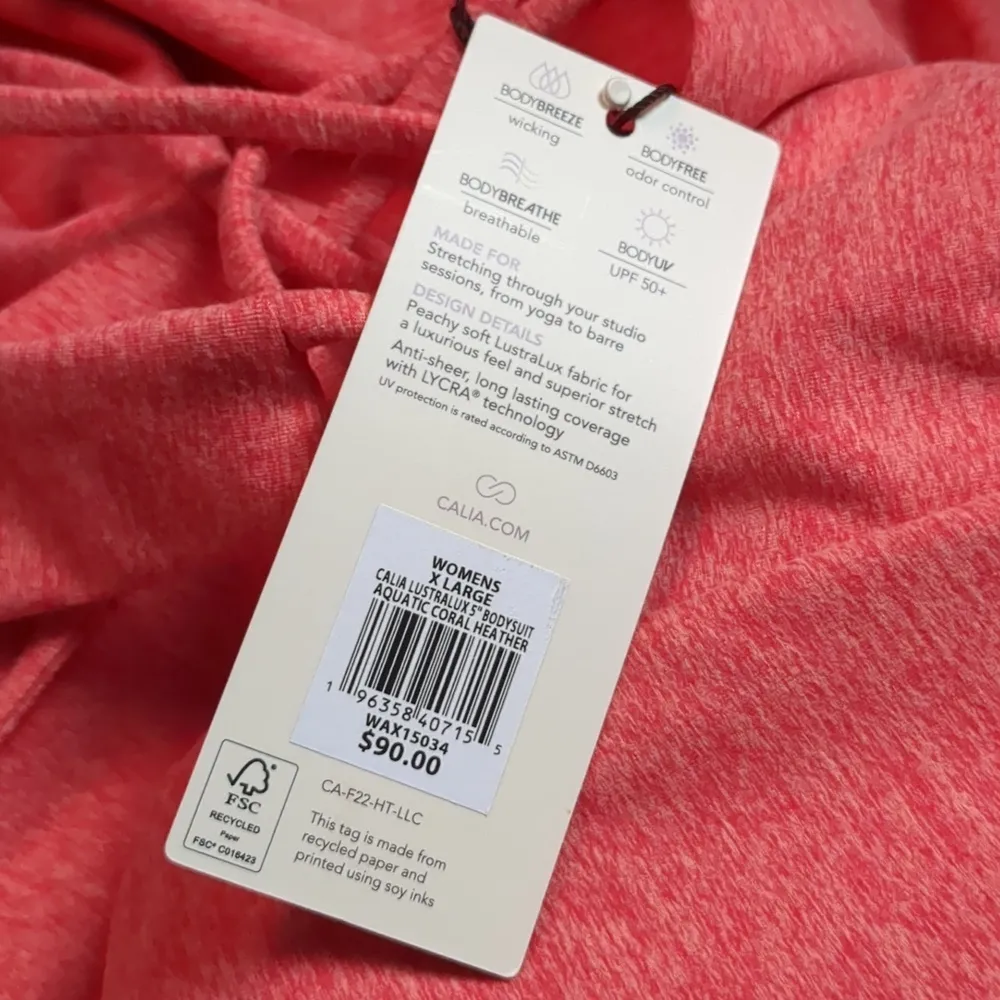 BODYBREEZE
wicking
BODYFREE
odor control
BODYBREATHE
breathable
BODYUV
UPF 50+
MADE FOR
Stretching through your studio
sessions, from yoga to barre
DESIGN DETAILS
Peachy soft LustraLux fabric for
a luxurious feel and superior stretch
Anti-sheer, long lasting coverage
with LYCRA® technology
UV protection is rated according to ASTM D6603
CALIA.COM
WOMENS
X LARGE
CALIA LUSTRALUX 5" BODYSUIT
AQUATIC CORAL HEATHER
1 96358 40715 5
WAX15034
$90.00
FSC
RECYCLED
Paper
FSC® C016423
CA-F22-HT-LLC
This tag is made from
recycled paper and
printed using soy inks